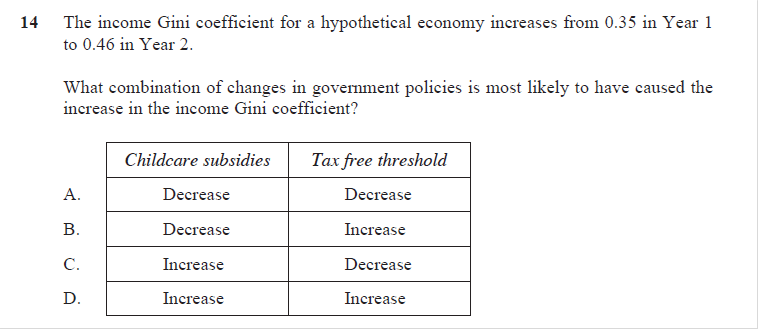 14 The income Gini coefficient for a hypothetical economy increases from 0.35 in Year 1
to 0.46 in Year 2.
What combination of changes in government policies is most likely to have caused the
increase in the income Gini coefficient?
Childcare subsidies Tax free threshold
A. Decrease Decrease
B. Decrease Increase
C. Increase Decrease
D. Increase Increase